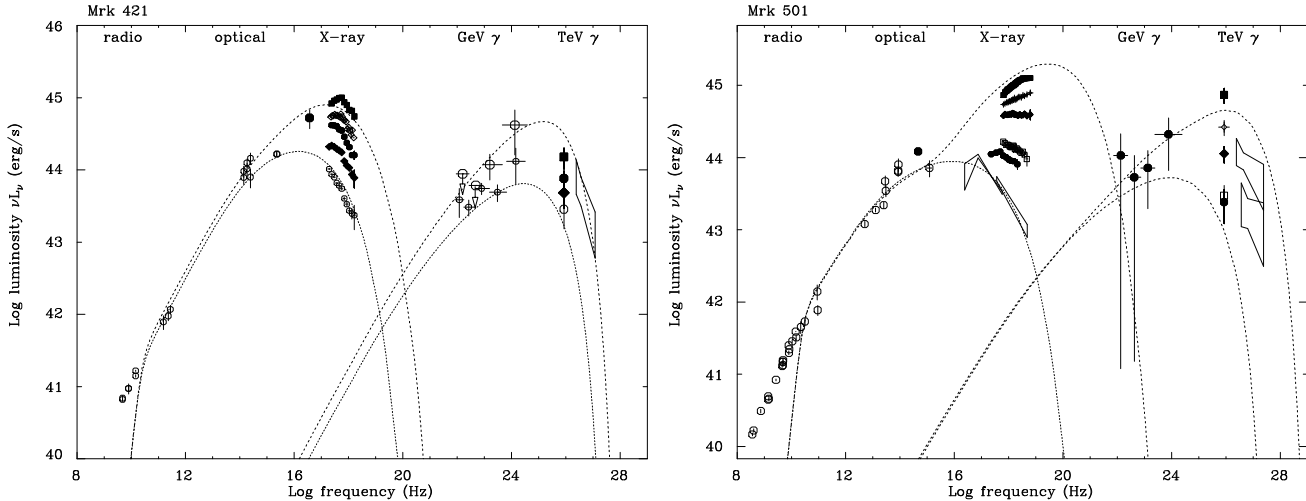 Mrk 421
radio optical X-ray GeV γ TeV γ
46
45
44
43
42
41
40
Log luminosity νLν (erg/s)
8 12 16 20 24 28
Log frequency (Hz)
Mrk 501
radio optical X-ray GeV γ TeV γ
45
44
43
42
41
40
Log luminosity νLν (erg/s)
8 12 16 20 24 28
Log frequency (Hz)